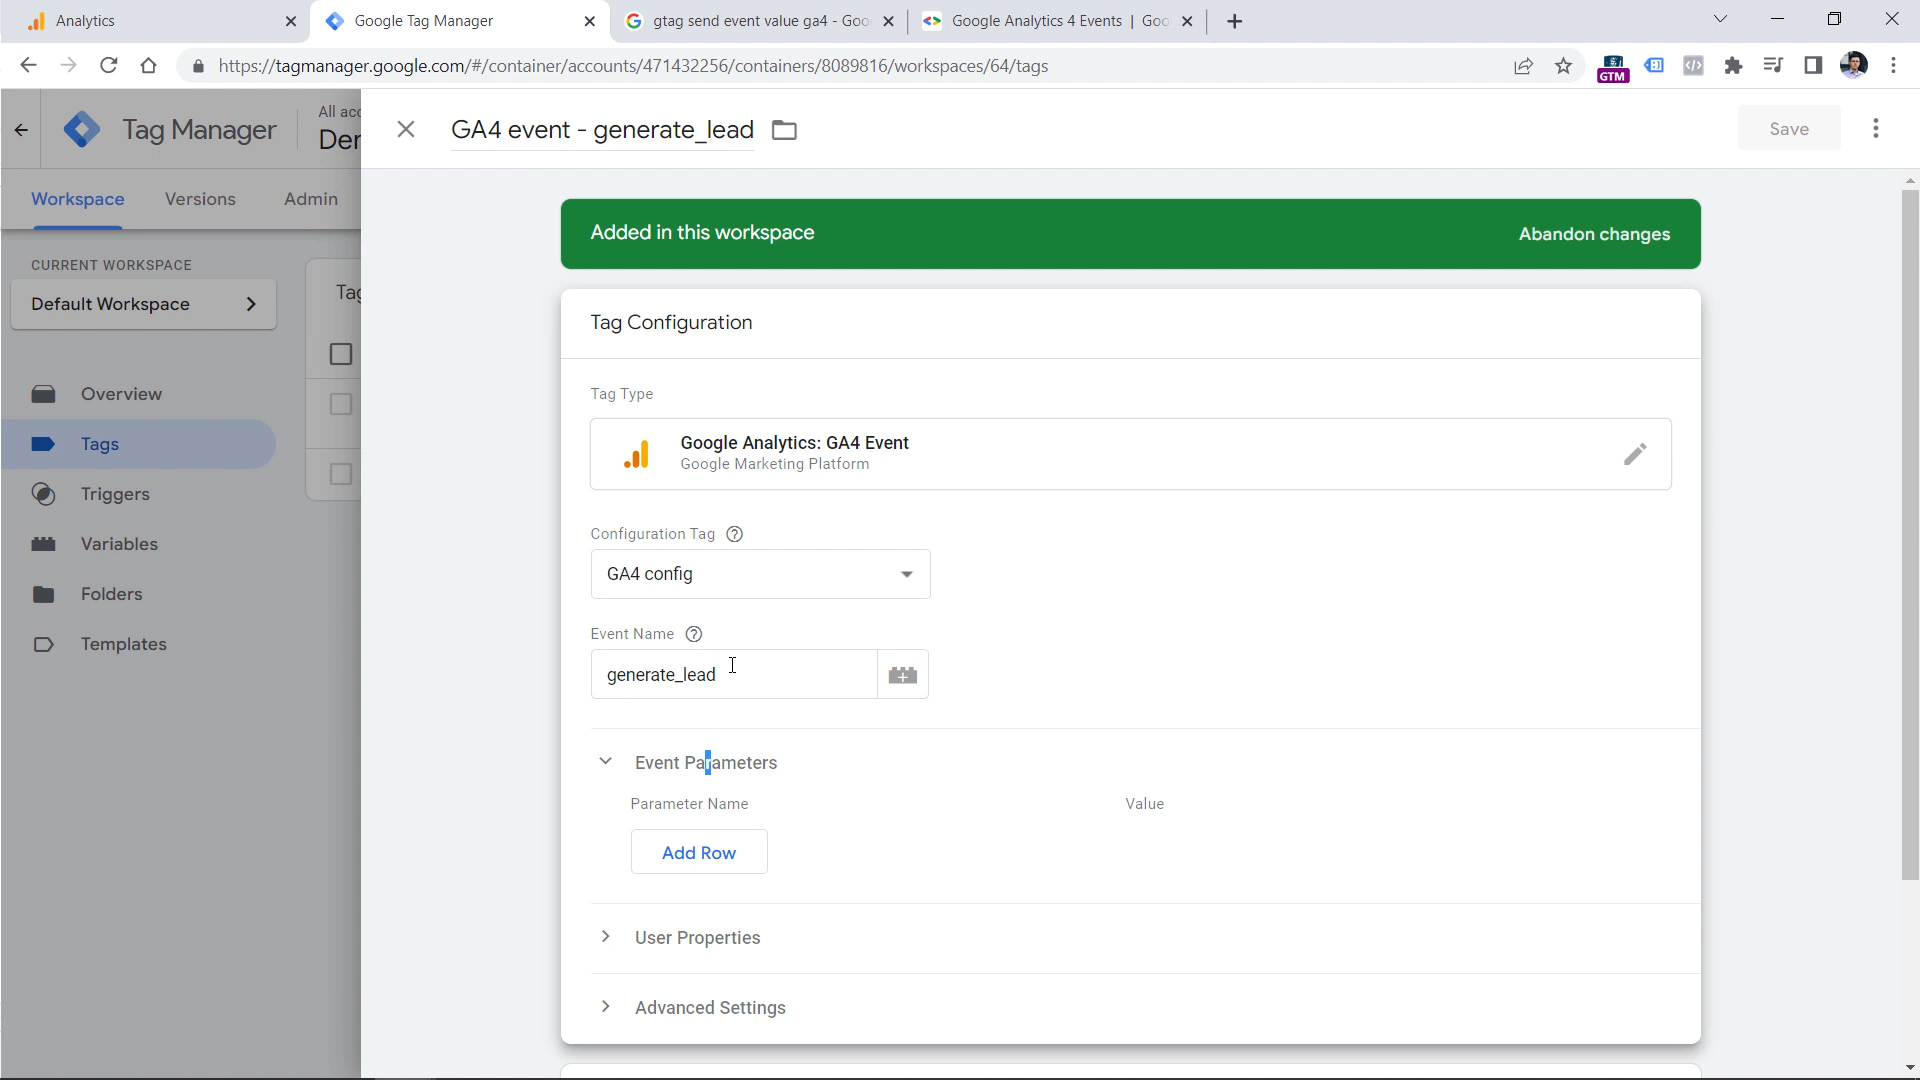 Analytics
Google Tag Manager
gtag send event value ga4 - Goo
Google Analytics 4 Events | Goo
https://tagmanager.google.com/#/container/accounts/471432256/containers/8089816/workspaces/64/tags
GTM
Tag Manager
All acc
Der
GA4 event - generate_lead
Save
Workspace
Versions
Admin
Added in this workspace
Abandon changes
CURRENT WORKSPACE
Default Workspace
Tag
Tag Configuration
Overview
Tags
Triggers
Variables
Folders
Templates
Tag Type
Google Analytics: GA4 Event
Google Marketing Platform
Configuration Tag
GA4 config
Event Name
generate_lead
Event Parameters
Parameter Name
Value
Add Row
User Properties
Advanced Settings